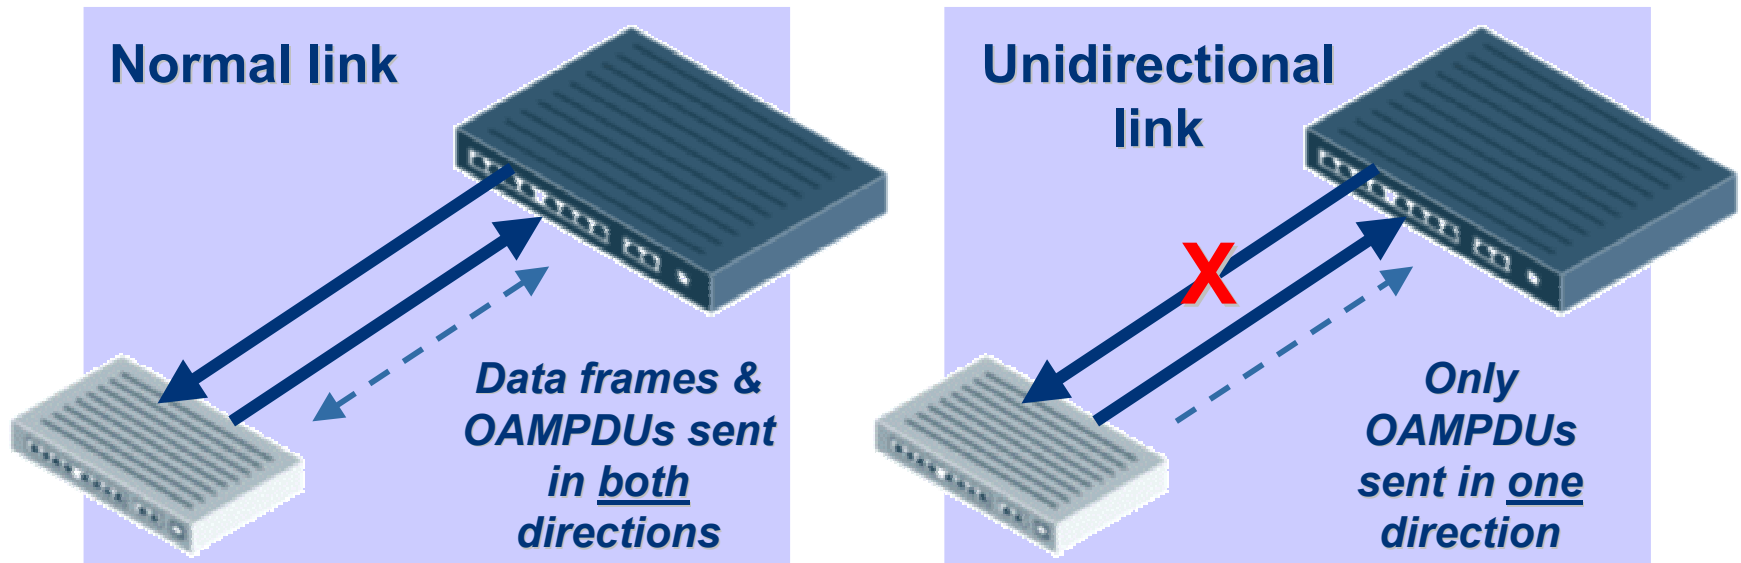 Normal link
Data frames &
OAMPDUs sent
in both
directions
Unidirectional
link
X
Only
OAMPDUs
sent in one
direction